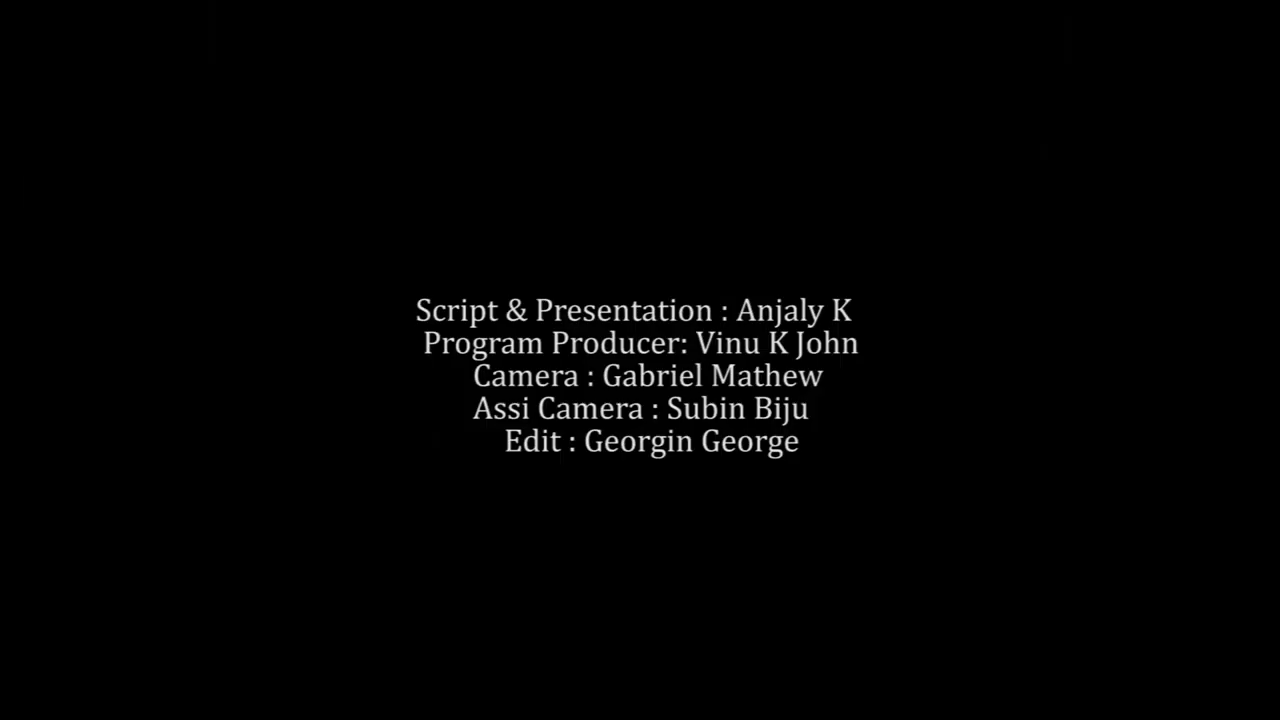 Script & Presentation : Anjaly K
Program Producer: Vinu K John
Camera : Gabriel Mathew
Assi Camera : Subin Biju
Edit : Georgin George